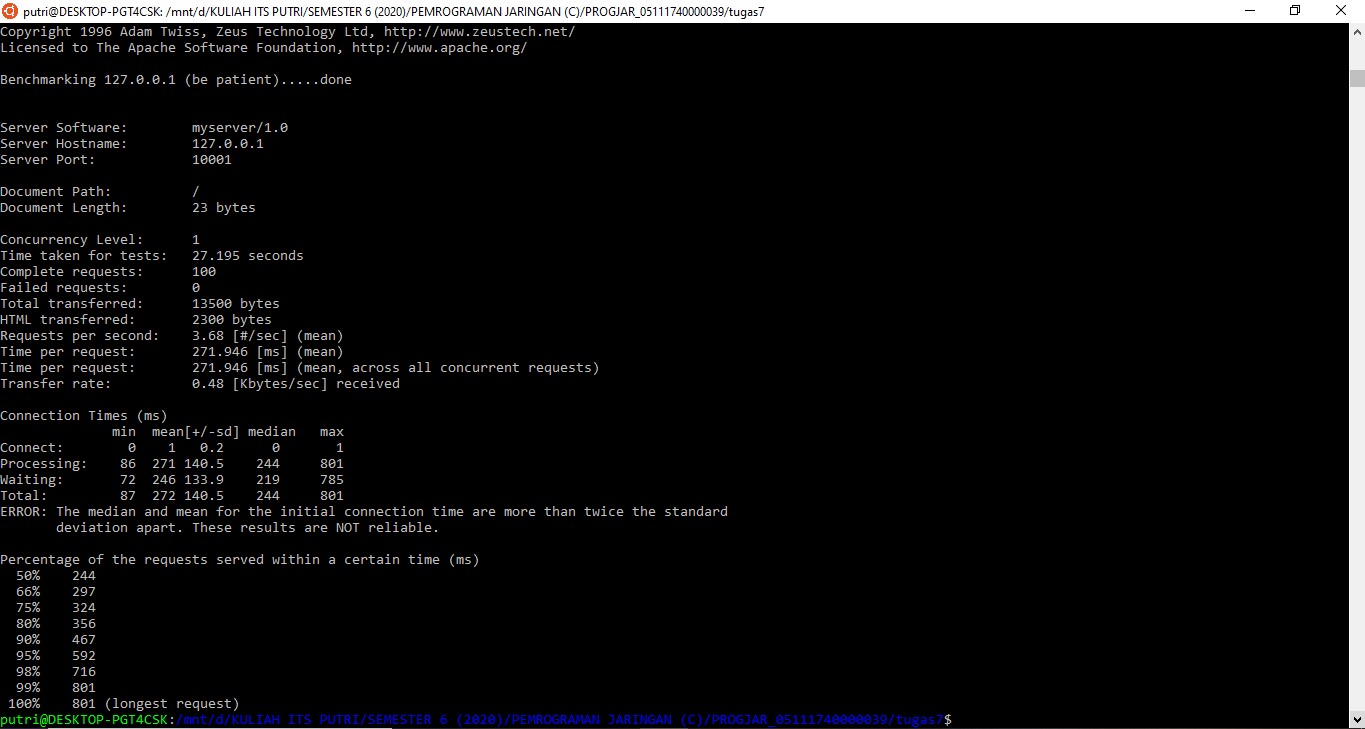 putri@DESKTOP-PGT4CSK: /mnt/d/KULIAH ITS PUTRI/SEMESTER 6 (2020)/PEMROGRAMAN JARINGAN (C)/PROGJAR_05111740000039/tugas7
Copyright 1996 Adam Twiss, Zeus Technology Ltd, http://www.zeustech.net/
Licensed to The Apache Software Foundation, http://www.apache.org/
Benchmarking 127.0.0.1 (be patient).....done
Server Software:        myserver/1.0
Server Hostname:        127.0.0.1
Server Port:            10001
Document Path:          /
Document Length:        23 bytes
Concurrency Level:      1
Time taken for tests:   27.195 seconds
Complete requests:      100
Failed requests:        0
Total transferred:      13500 bytes
HTML transferred:       2300 bytes
Requests per second:    3.68 [#/sec] (mean)
Time per request:       271.946 [ms] (mean)
Time per request:       271.946 [ms] (mean, across all concurrent requests)
Transfer rate:          0.48 [Kbytes/sec] received
Connection Times (ms)
              min  mean[+/-sd] median   max
Connect:        0    1   0.2      0       1
Processing:    86  271 140.5    244     801
Waiting:       72  246 133.9    219     785
Total:         87  272 140.5    244     801
ERROR: The median and mean for the initial connection time are more than twice the standard
       deviation apart. These results are NOT reliable.
Percentage of the requests served within a certain time (ms)
  50%    244
  66%    297
  75%    324
  80%    356
  90%    467
  95%    592
  98%    716
  99%    801
 100%    801 (longest request)
putri@DESKTOP-PGT4CSK:/mnt/d/KULIAH ITS PUTRI/SEMESTER 6 (2020)/PEMROGRAMAN JARINGAN (C)/PROGJAR_05111740000039/tugas7$